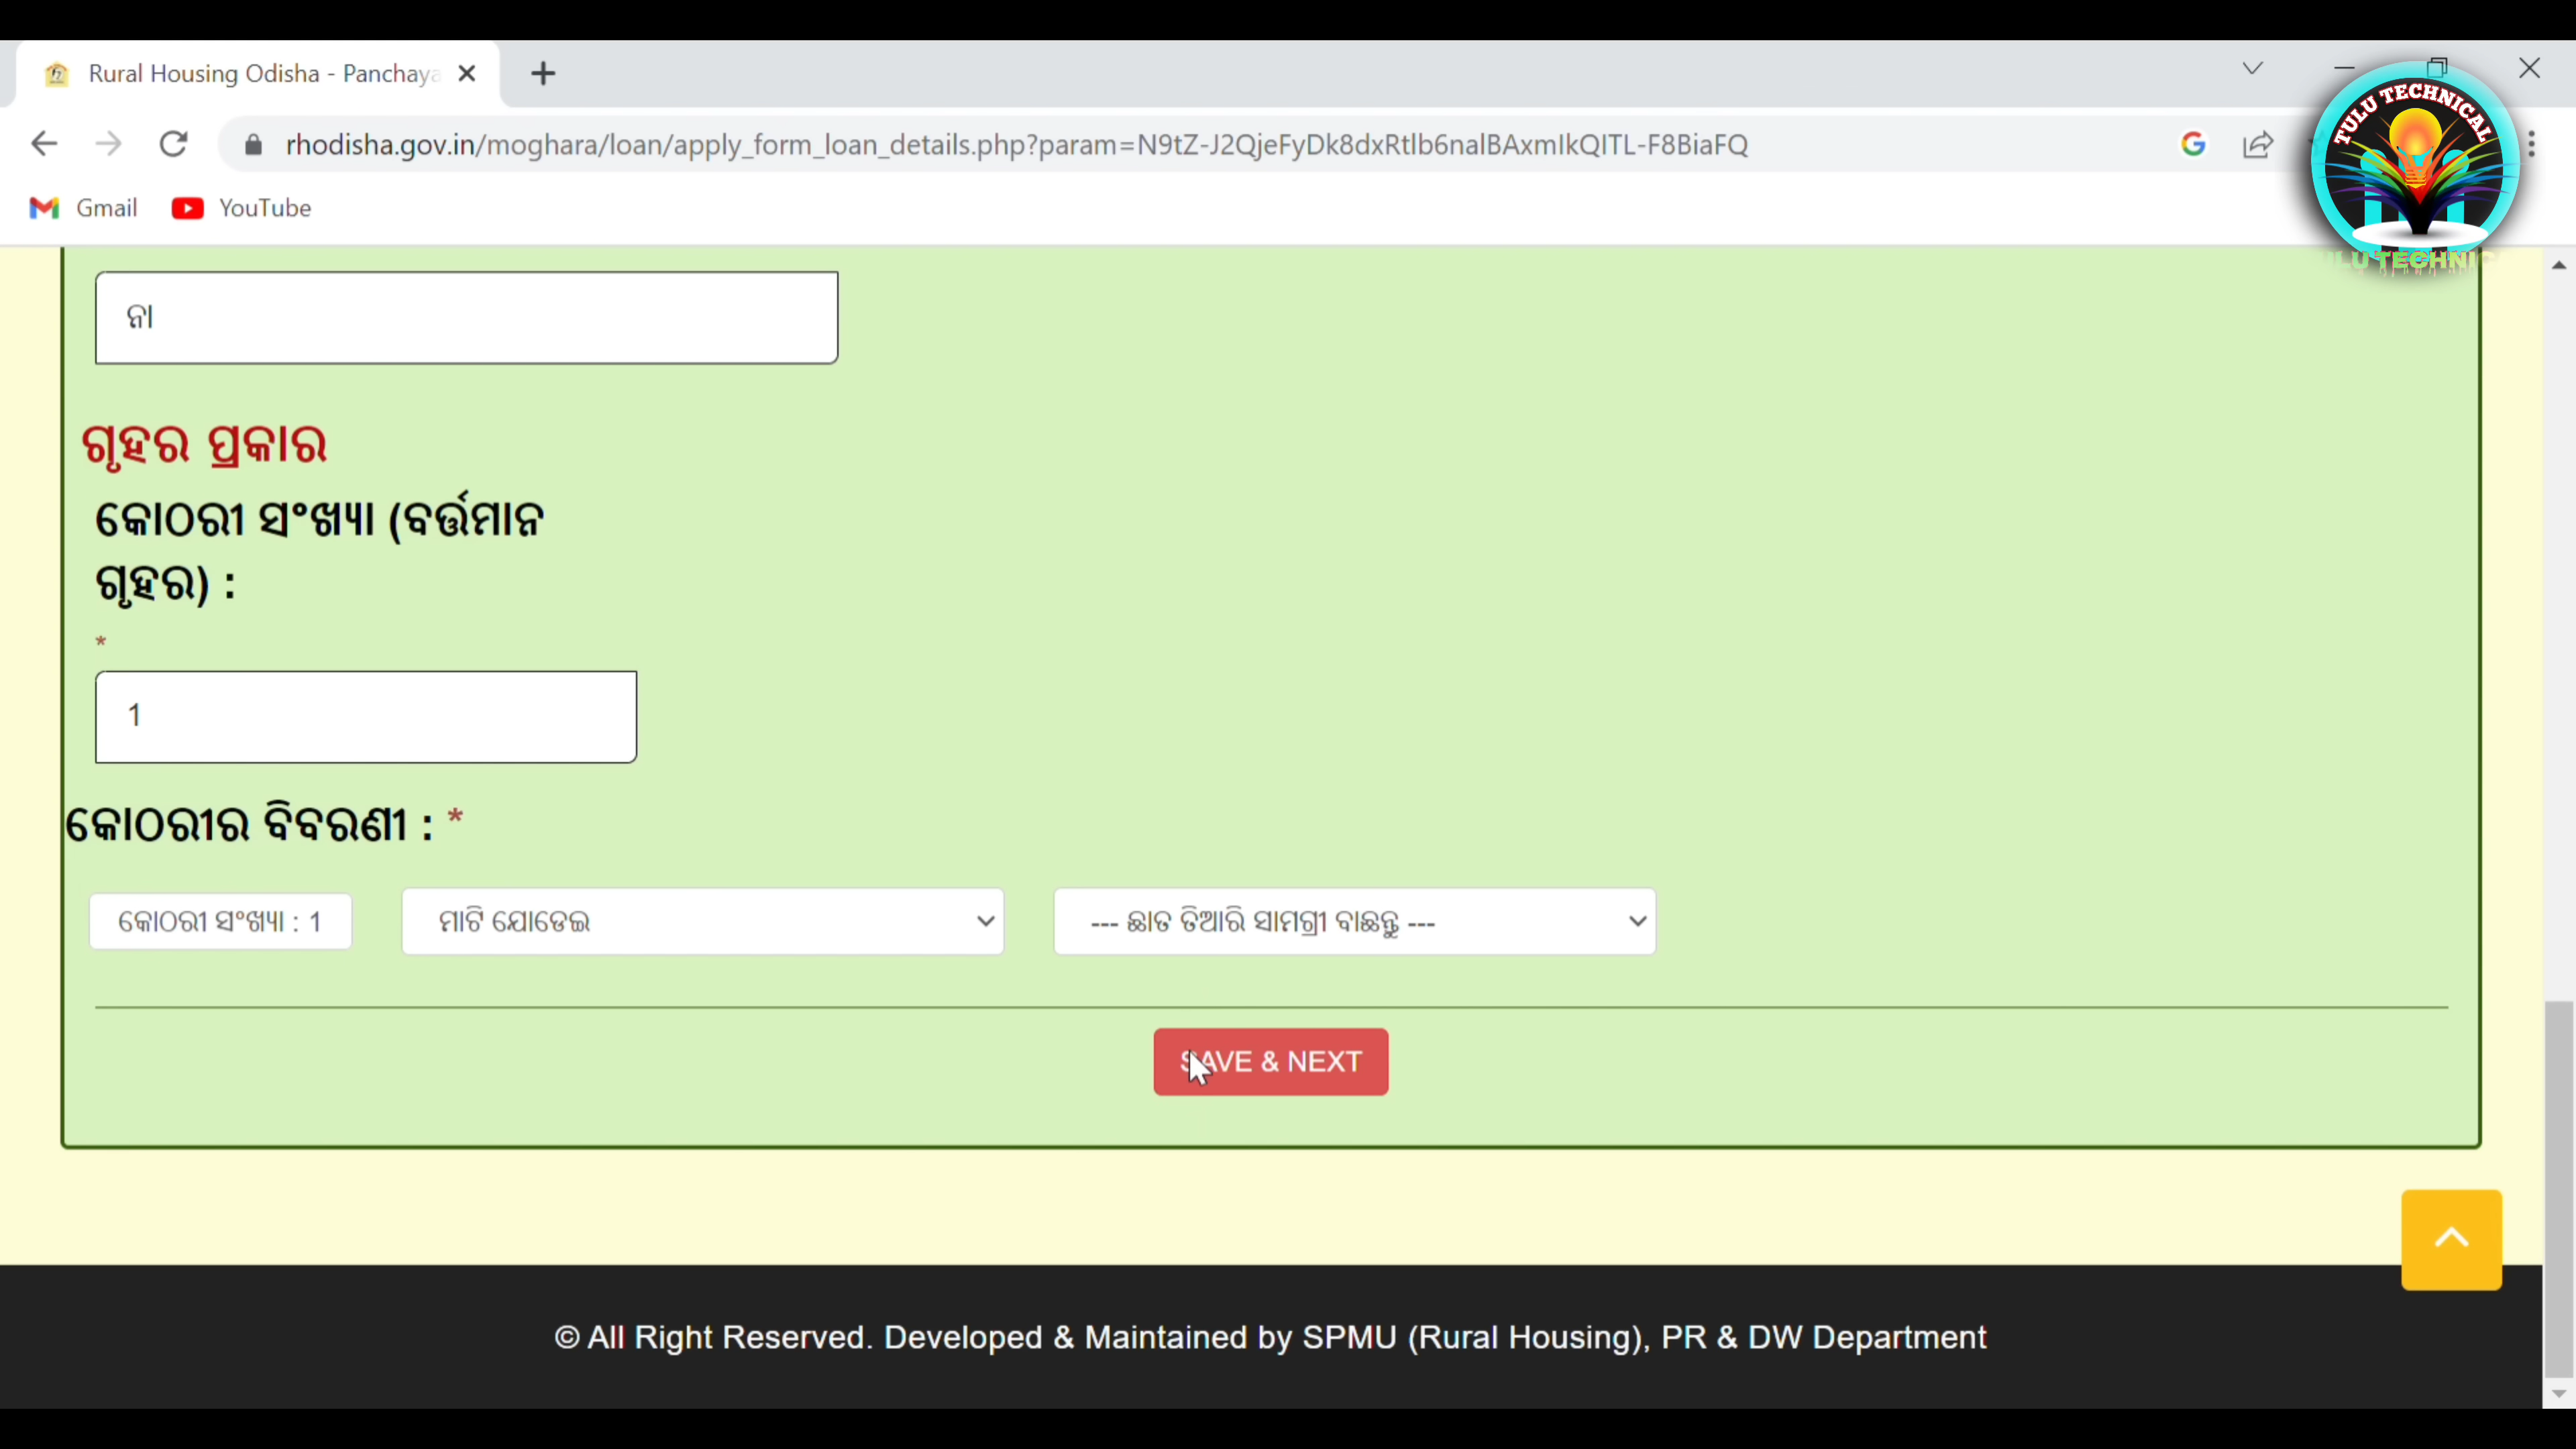 Rural Housing Odisha - Panchaya
rhodisha.gov.in/moghara/loan/apply_form_loan_details.php?param=N9tZ-J2QjeFyDk8dxRtlb6nalBAxmIkQITL-F8BiaFQ
Gmail YouTube
TULU TECHNICAL
LU TECHNI
ନା
ଗୃହର ପ୍ରକାର
କୋଠରୀ ସଂଖ୍ୟା (ବର୍ତ୍ତମାନ
ଗୃହର) :
*
1
କୋଠରୀର ବିବରଣୀ : *
କୋଠରୀ ସଂଖ୍ୟା : 1 ମାଟି ଯୋଡେଇ --- ଛାତ ତିଆରି ସାମଗ୍ରୀ ବାଛନ୍ତୁ ---
SAVE & NEXT
© All Right Reserved. Developed & Maintained by SPMU (Rural Housing), PR & DW Department